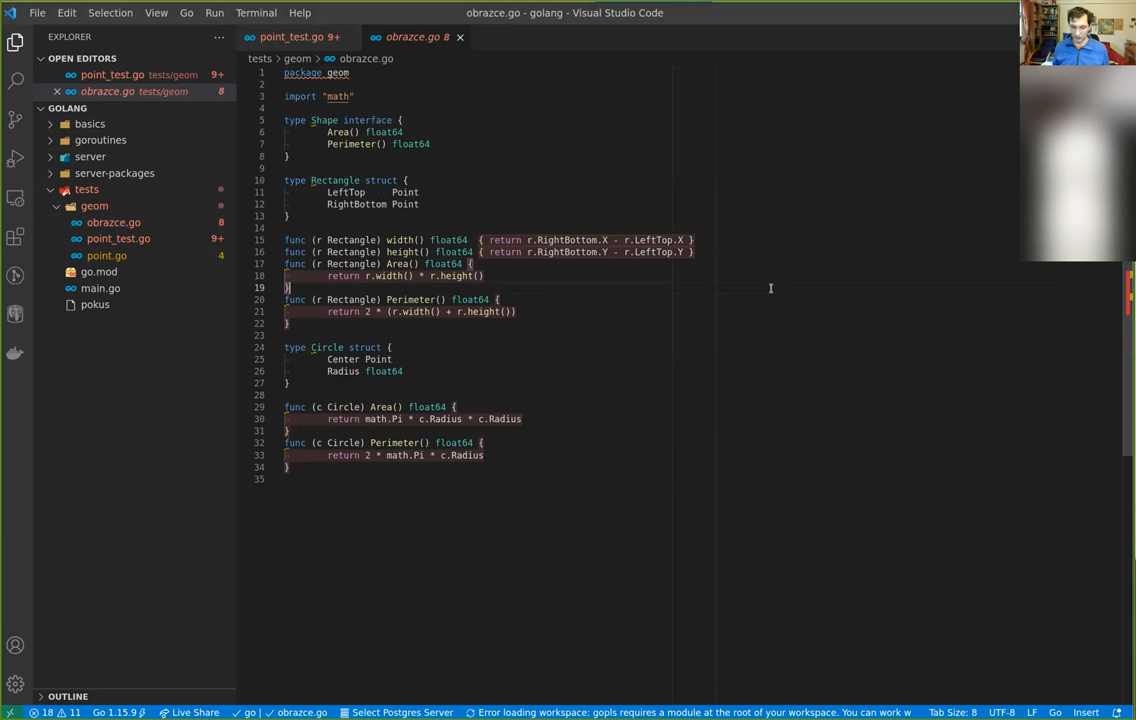 File Edit Selection View Go Run Terminal Help
obrazce.go - golang - Visual Studio Code
EXPLORER
OPEN EDITORS
point_test.go tests/geom 9+
obrazce.go tests/geom 8
GOLANG
basics
goroutines
server
server-packages
tests
geom
obrazce.go 8
point_test.go 9+
point.go 4
go.mod
main.go
pokus
OUTLINE
point_test.go 9+
obrazce.go 8
tests > geom > obrazce.go
1 package geom
2
3 import "math"
4
5 type Shape interface {
6 Area() float64
7 Perimeter() float64
8 }
9
10 type Rectangle struct {
11 LeftTop Point
12 RightBottom Point
13 }
14
15 func (r Rectangle) width() float64 { return r.RightBottom.X - r.LeftTop.X }
16 func (r Rectangle) height() float64 { return r.RightBottom.Y - r.LeftTop.Y }
17 func (r Rectangle) Area() float64 {
18 return r.width() * r.height()
19 }
20 func (r Rectangle) Perimeter() float64 {
21 return 2 * (r.width() + r.height())
22 }
23
24 type Circle struct {
25 Center Point
26 Radius float64
27 }
28
29 func (c Circle) Area() float64 {
30 return math.Pi * c.Radius * c.Radius
31 }
32 func (c Circle) Perimeter() float64 {
33 return 2 * math.Pi * c.Radius
34 }
35
18 11 Go 1.15.9 Live Share go | obrazce.go Select Postgres Server Error loading workspace: gopls requires a module at the root of your workspace. You can work w Tab Size: 8 UTF-8 LF Go Insert